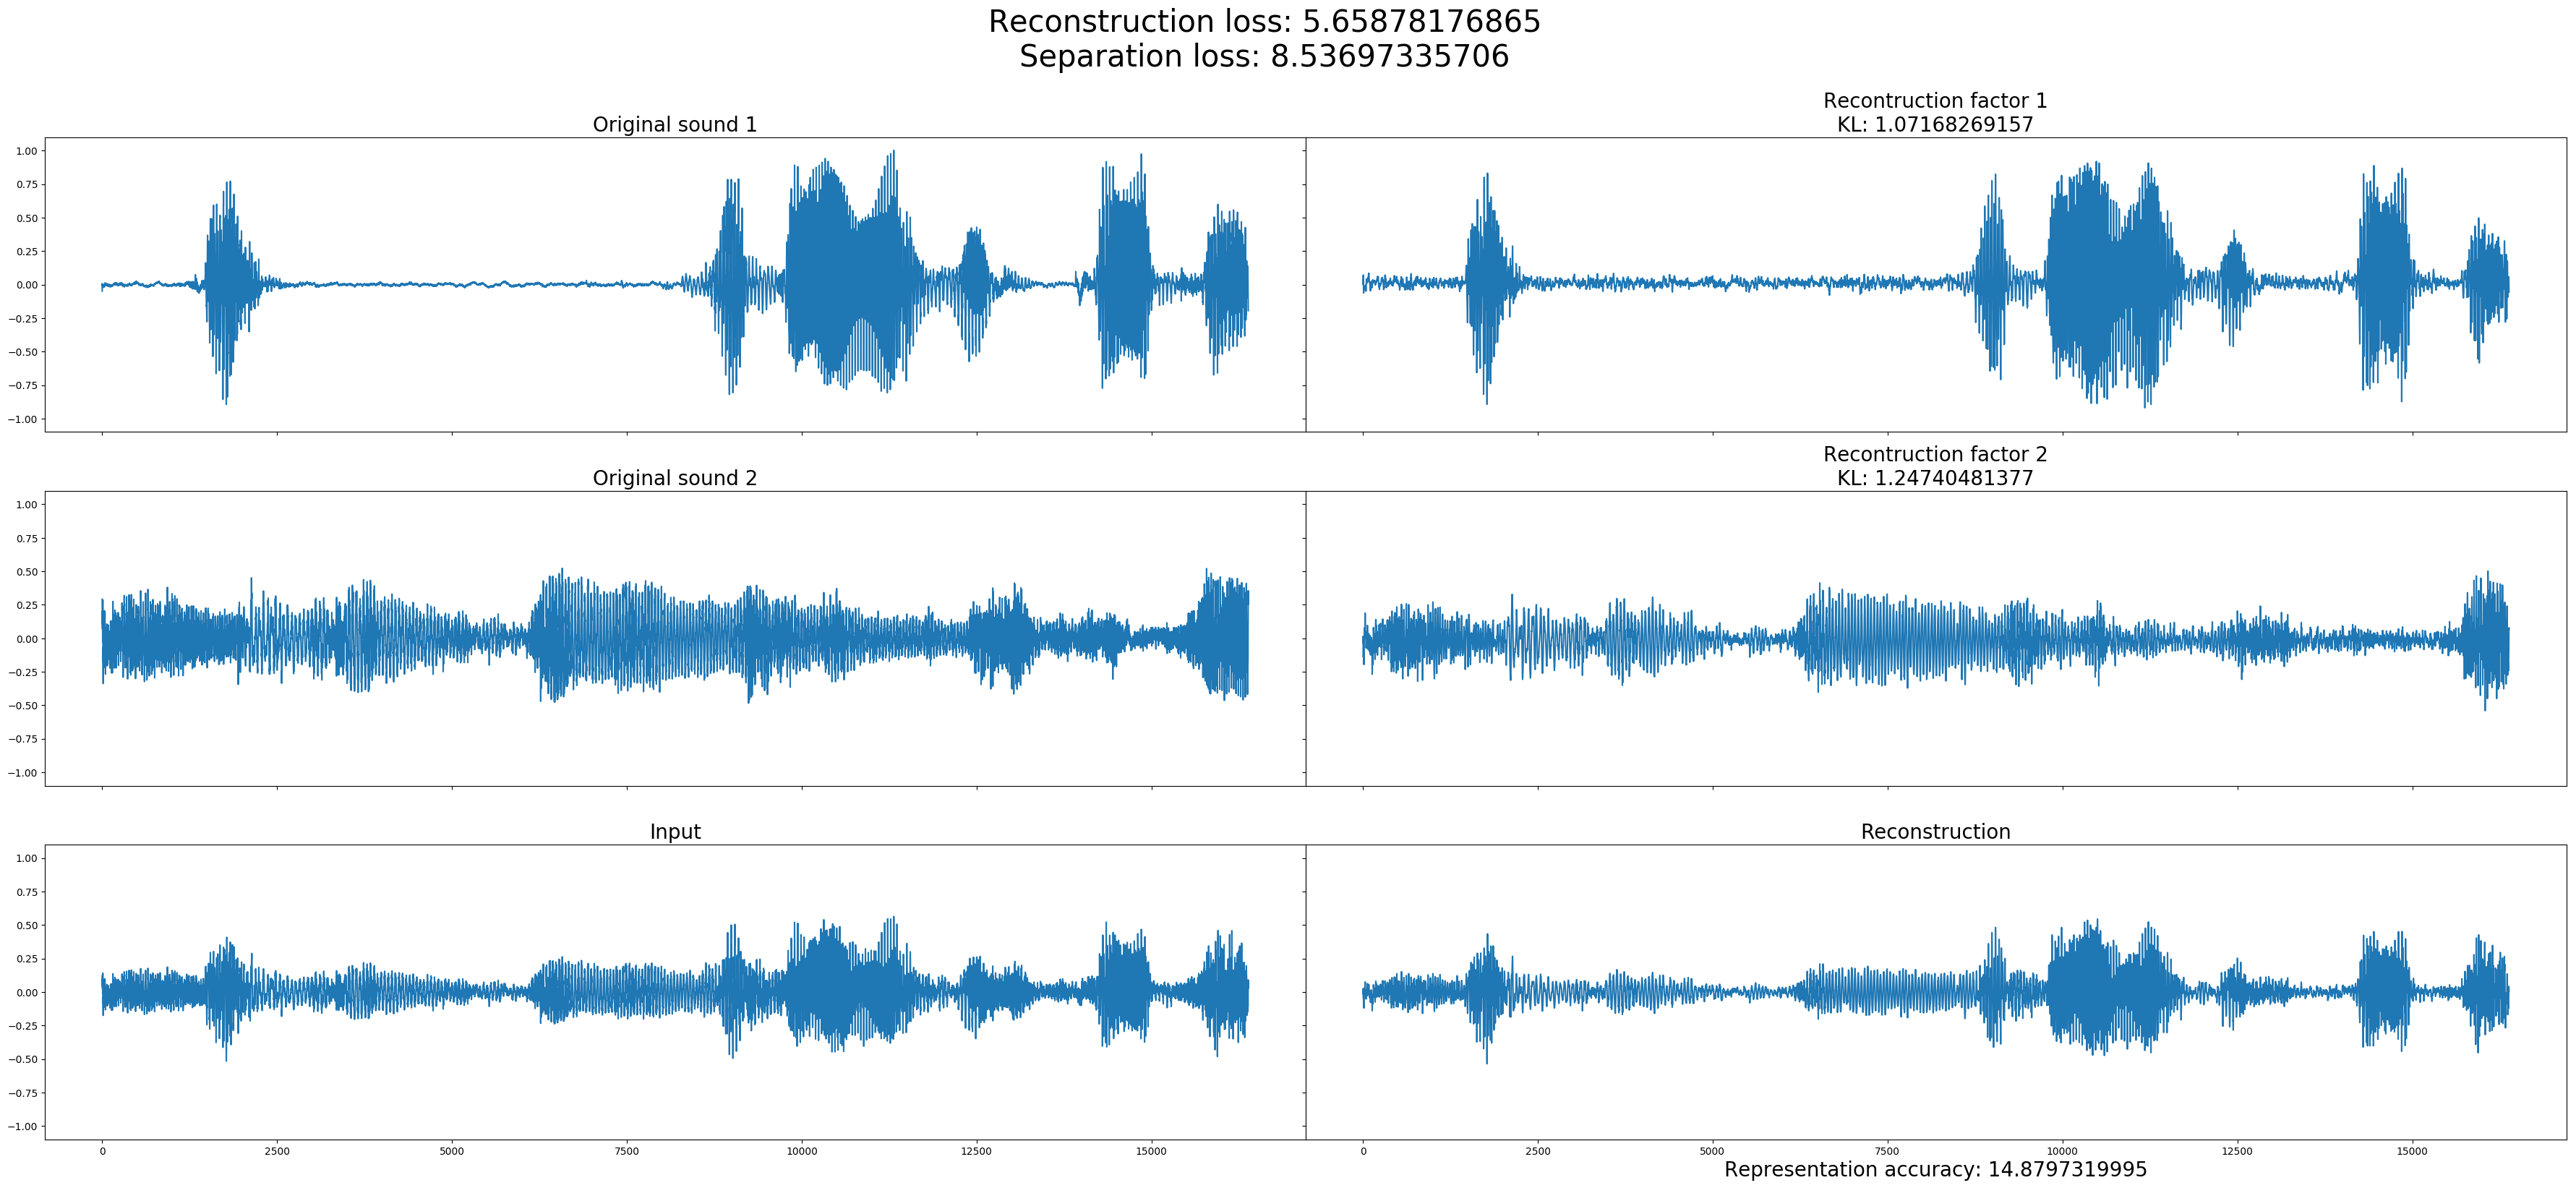 Reconstruction loss: 5.65878176865
Separation loss: 8.53697335706
Original sound 1
Recontruction factor 1
KL: 1.07168269157
1.00
0.75
0.50
0.25
0.00
−0.25
−0.50
−0.75
−1.00
Original sound 2
Recontruction factor 2
KL: 1.24740481377
1.00
0.75
0.50
0.25
0.00
−0.25
−0.50
−0.75
−1.00
Input
Reconstruction
1.00
0.75
0.50
0.25
0.00
−0.25
−0.50
−0.75
−1.00
0 2500 5000 7500 10000 12500 15000
0 2500 5000 7500 10000 12500 15000
Representation accuracy: 14.8797319995